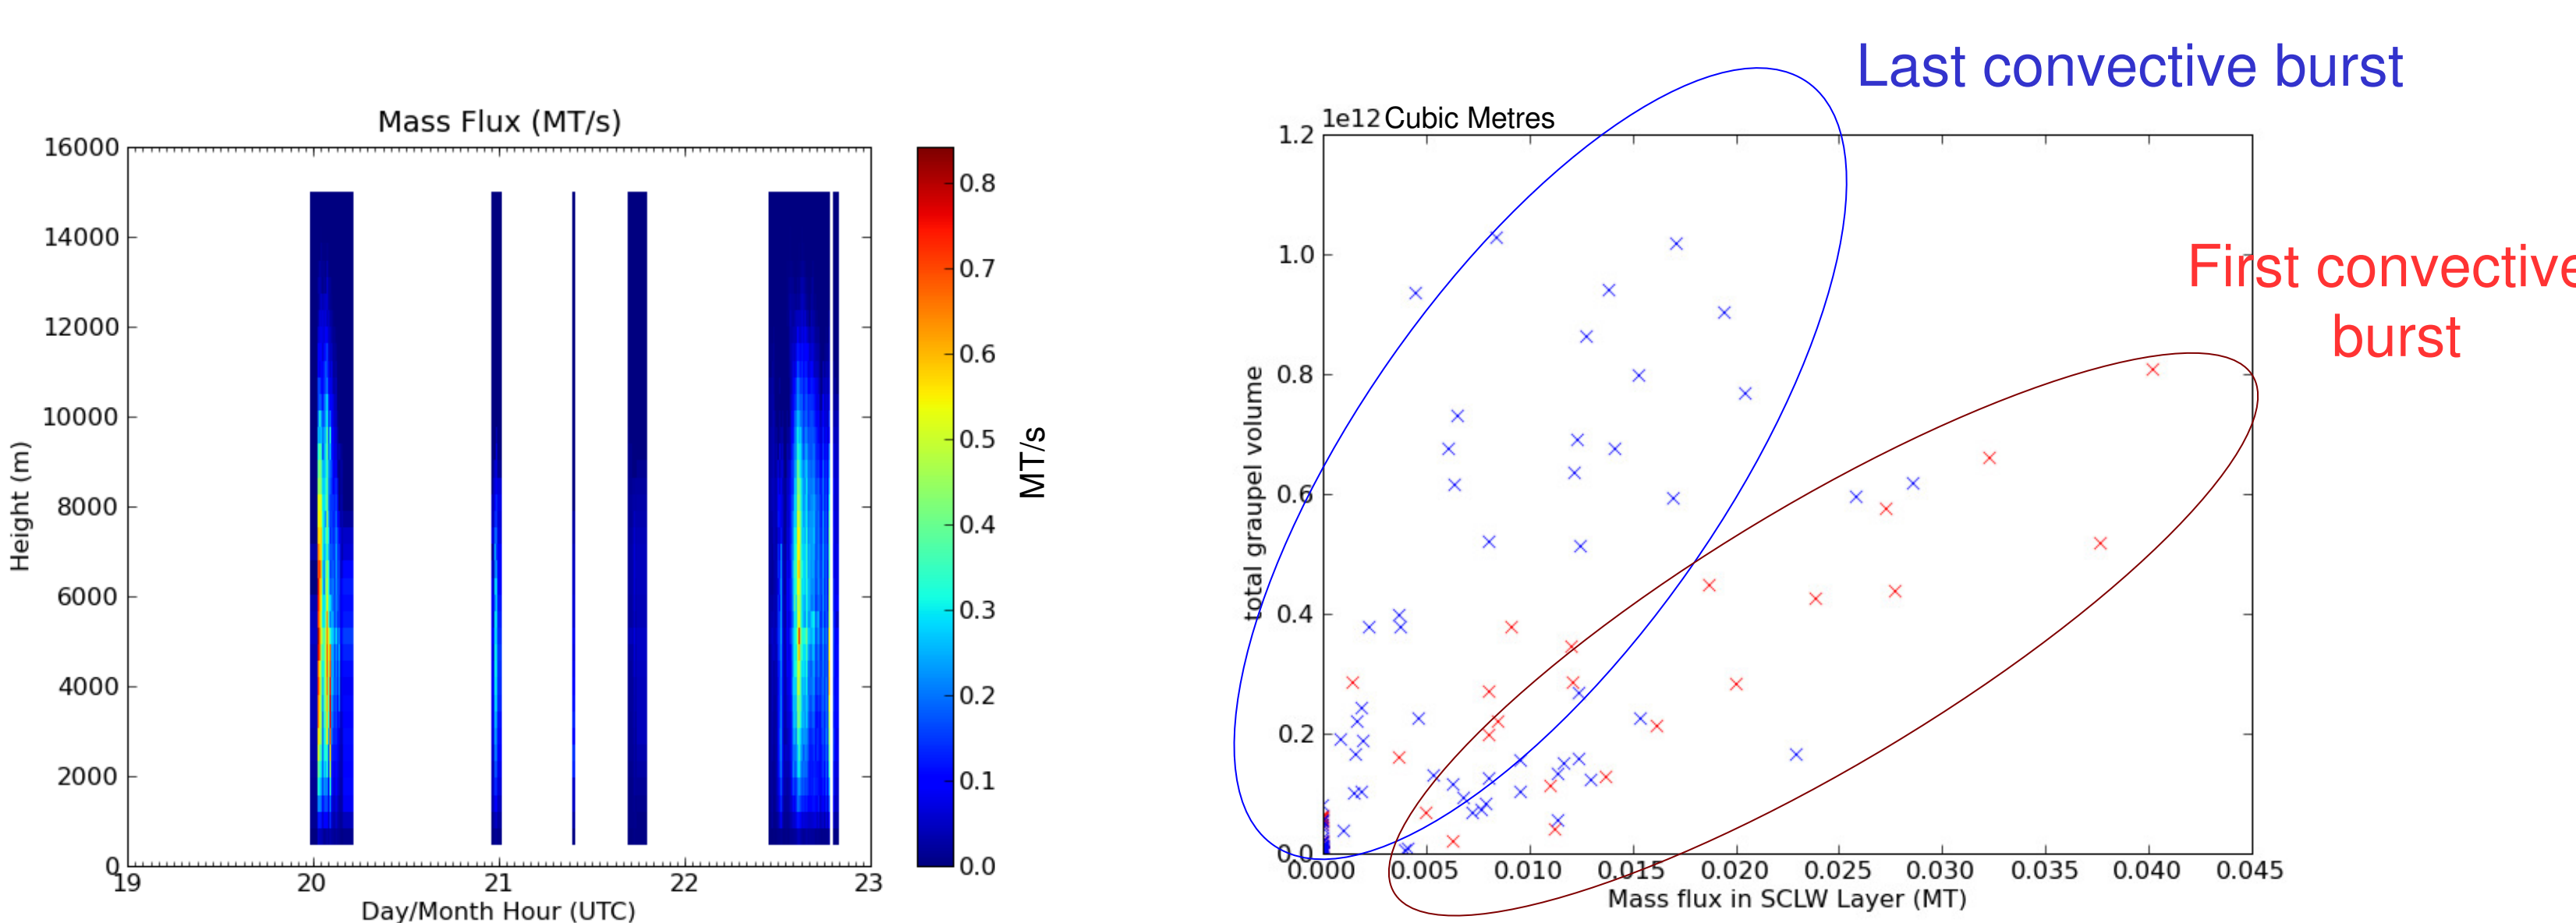 Last convective burst
Mass Flux (MT/s)
1e12 Cubic Metres
First convective
burst
16000
14000
12000
10000
8000
6000
4000
2000
0
Height (m)
19 20 21 22 23
Day/Month Hour (UTC)
0.8
0.7
0.6
0.5
0.4
0.3
0.2
0.1
0.0
MT/s
1.2
1.0
0.8
0.6
0.4
0.2
0.0
total graupel volume
0.000 0.005 0.010 0.015 0.020 0.025 0.030 0.035 0.040 0.045
Mass flux in SCLW Layer (MT)